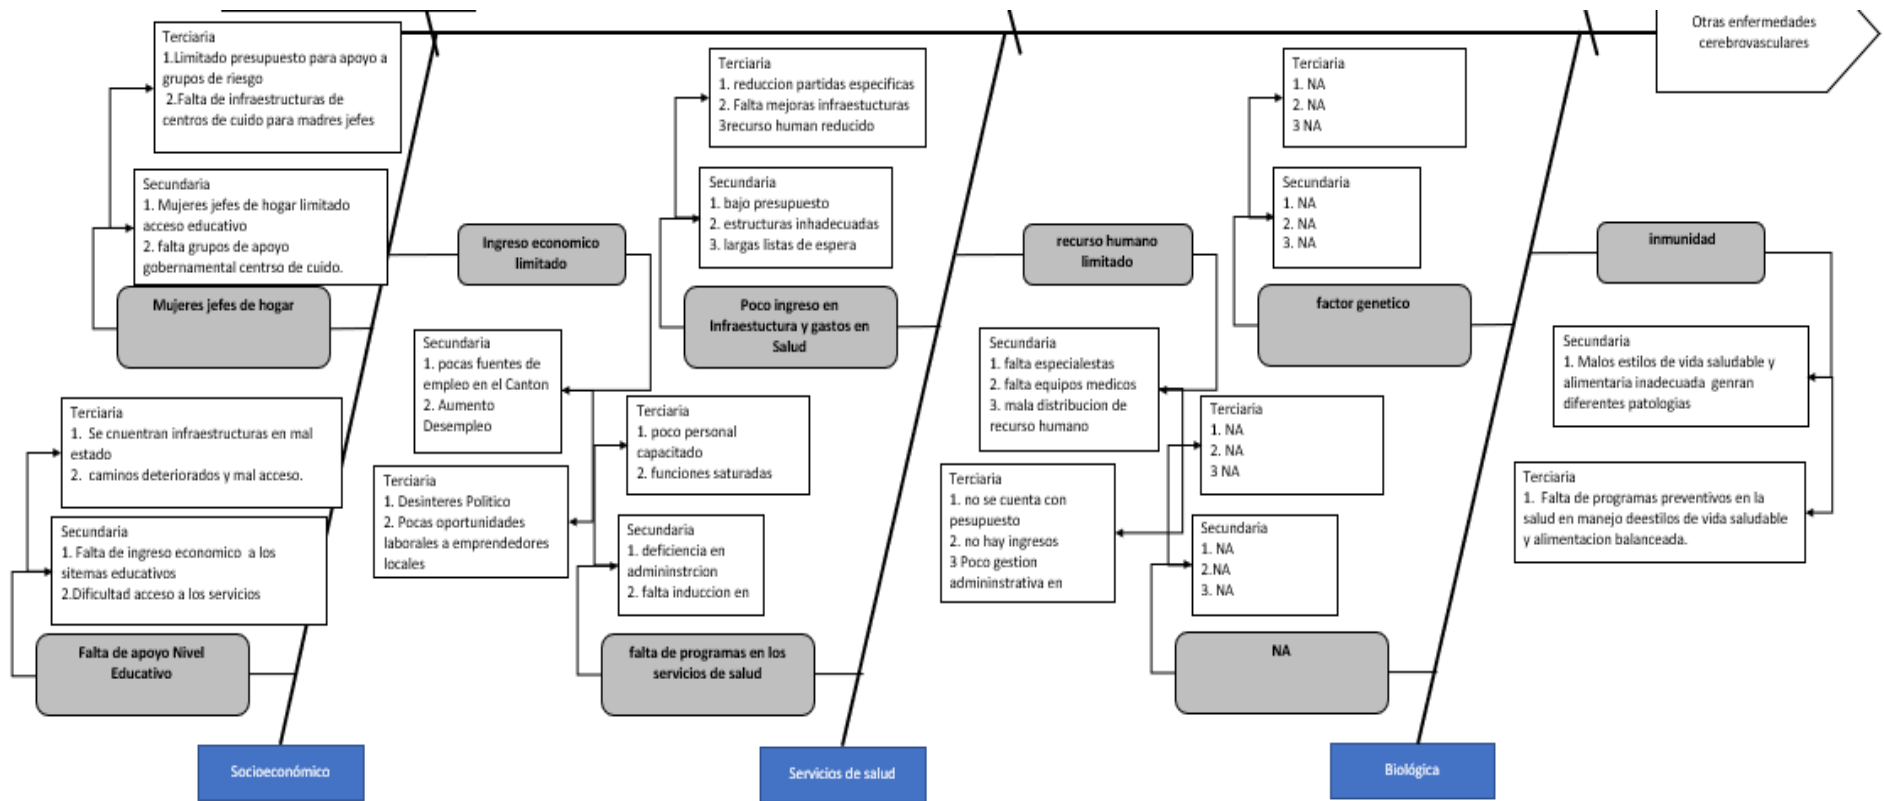 Otras enfermedades
cerebrovasculares
Terciaria
1.Limitado presupuesto para apoyo a
grupos de riesgo
2.Falta de infraestructuras de
centros de cuido para madres jefes
Secundaria
1. Mujeres jefes de hogar limitado
acceso educativo
2. falta grupos de apoyo
gobernamental centrso de cuido.
Mujeres jefes de hogar
Terciaria
1. Se cnuentran infraestructuras en mal
estado
2. caminos deteriorados y mal acceso.
Secundaria
1. Falta de ingreso economico a los
sitemas educativos
2.Dificultad acceso a los servicios
Falta de apoyo Nivel
Educativo
Socioeconómico
Ingreso economico
limitado
Secundaria
1. pocas fuentes de
empleo en el Canton
2. Aumento
Desempleo
Terciaria
1. Desinteres Politico
2. Pocas oportunidades
laborales a emprendedores
locales
Terciaria
1. reduccion partidas especificas
2. Falta mejoras infraestucturas
3recurso human reducido
Secundaria
1. bajo presupuesto
2. estructuras inhadecuadas
3. largas listas de espera
Poco ingreso en
Infraestuctura y gastos en
Salud
Terciaria
1. poco personal
capacitado
2. funciones saturadas
Secundaria
1. deficiencia en
admininstrcion
2. falta induccion en
falta de programas en los
servicios de salud
Servicios de salud
recurso humano
limitado
Secundaria
1. falta especialestas
2. falta equipos medicos
3. mala distribucion de
recurso humano
Terciaria
1. no se cuenta con
pesupuesto
2. no hay ingresos
3 Poco gestion
admininstrativa en
Terciaria
1. NA
2. NA
3 NA
Secundaria
1. NA
2. NA
3. NA
factor genetico
Terciaria
1. NA
2. NA
3 NA
Secundaria
1. NA
2.NA
3. NA
NA
Biológica
inmunidad
Secundaria
1. Malos estilos de vida saludable y
alimentaria inadecuada genran
diferentes patologias
Terciaria
1. Falta de programas preventivos en la
salud en manejo deestilos de vida saludable
y alimentacion balanceada.